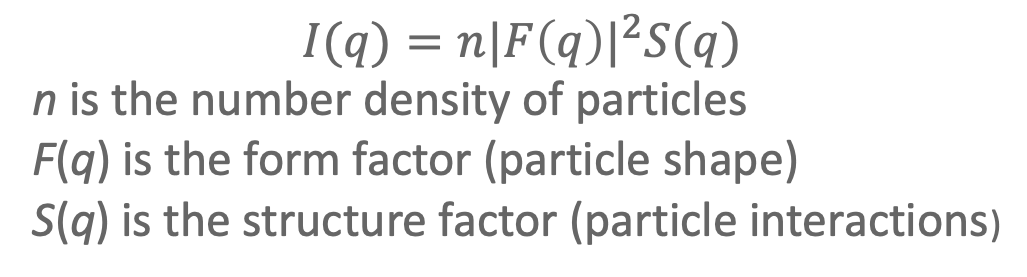 I(q) = n|F(q)|²S(q)
n is the number density of particles
F(q) is the form factor (particle shape)
S(q) is the structure factor (particle interactions)